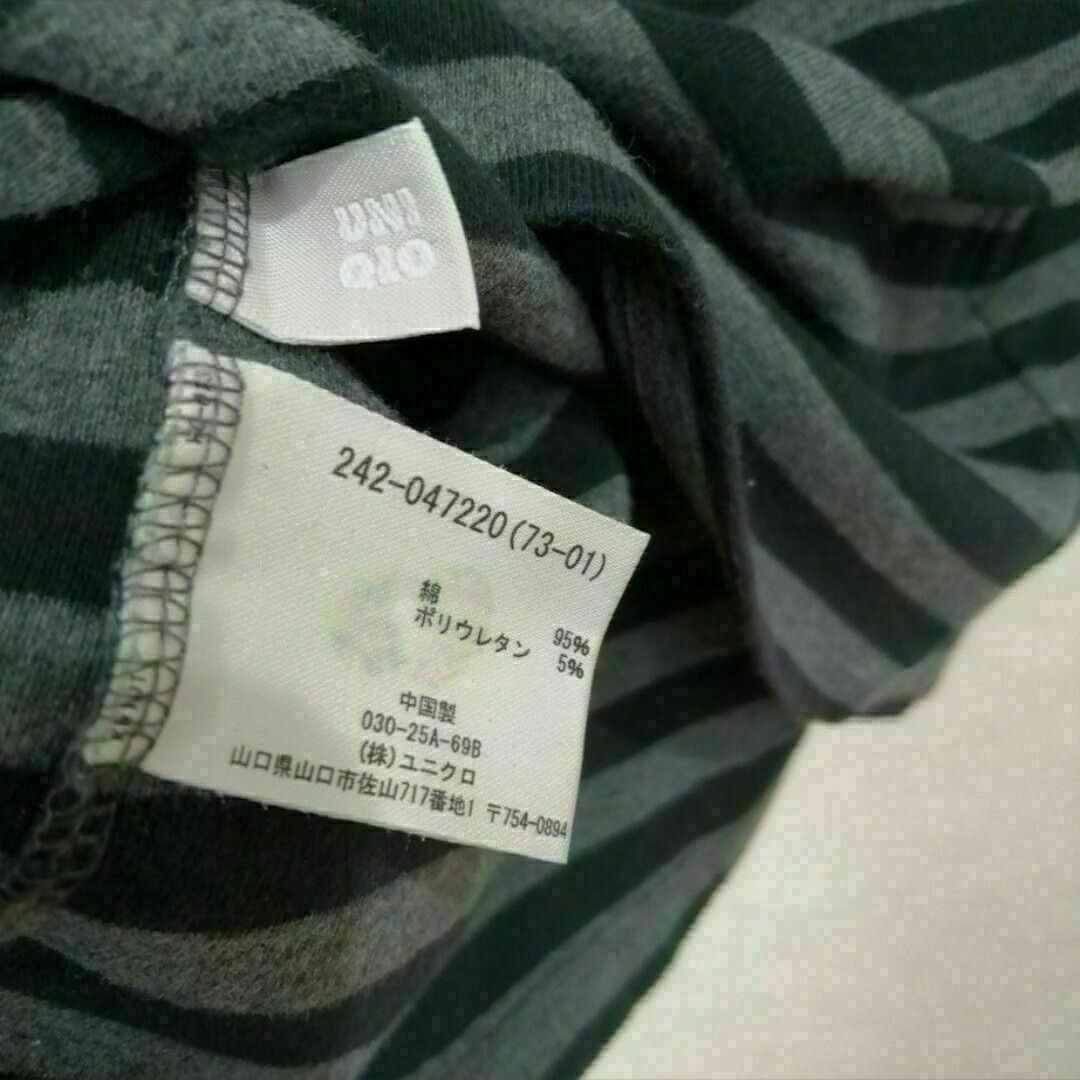 242-047220(73-01)
綿 95%
ポリウレタン 5%
中国製
030-25A-69B
(株)ユニクロ
山口県山口市佐山717番地1 〒754-0894